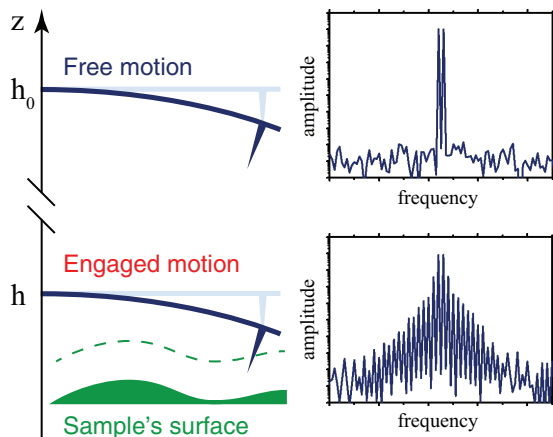 z
Free motion
h₀
amplitude
frequency
Engaged motion
h
amplitude
Sample's surface
frequency